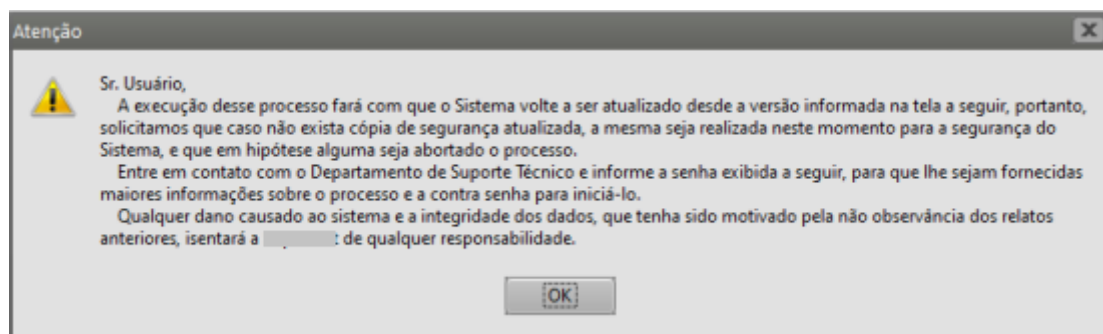 Atenção
Sr. Usuário,
A execução desse processo fará com que o Sistema volte a ser atualizado desde a versão informada na tela a seguir, portanto,
solicitamos que caso não exista cópia de segurança atualizada, a mesma seja realizada neste momento para a segurança do
Sistema, e que em hipótese alguma seja abortado o processo.
Entre em contato com o Departamento de Suporte Técnico e informe a senha exibida a seguir, para que lhe sejam fornecidas
maiores informações sobre o processo e a contra senha para iniciá-lo.
Qualquer dano causado ao sistema e a integridade dos dados, que tenha sido motivado pela não observância dos relatos
anteriores, isentará a de qualquer responsabilidade.
OK